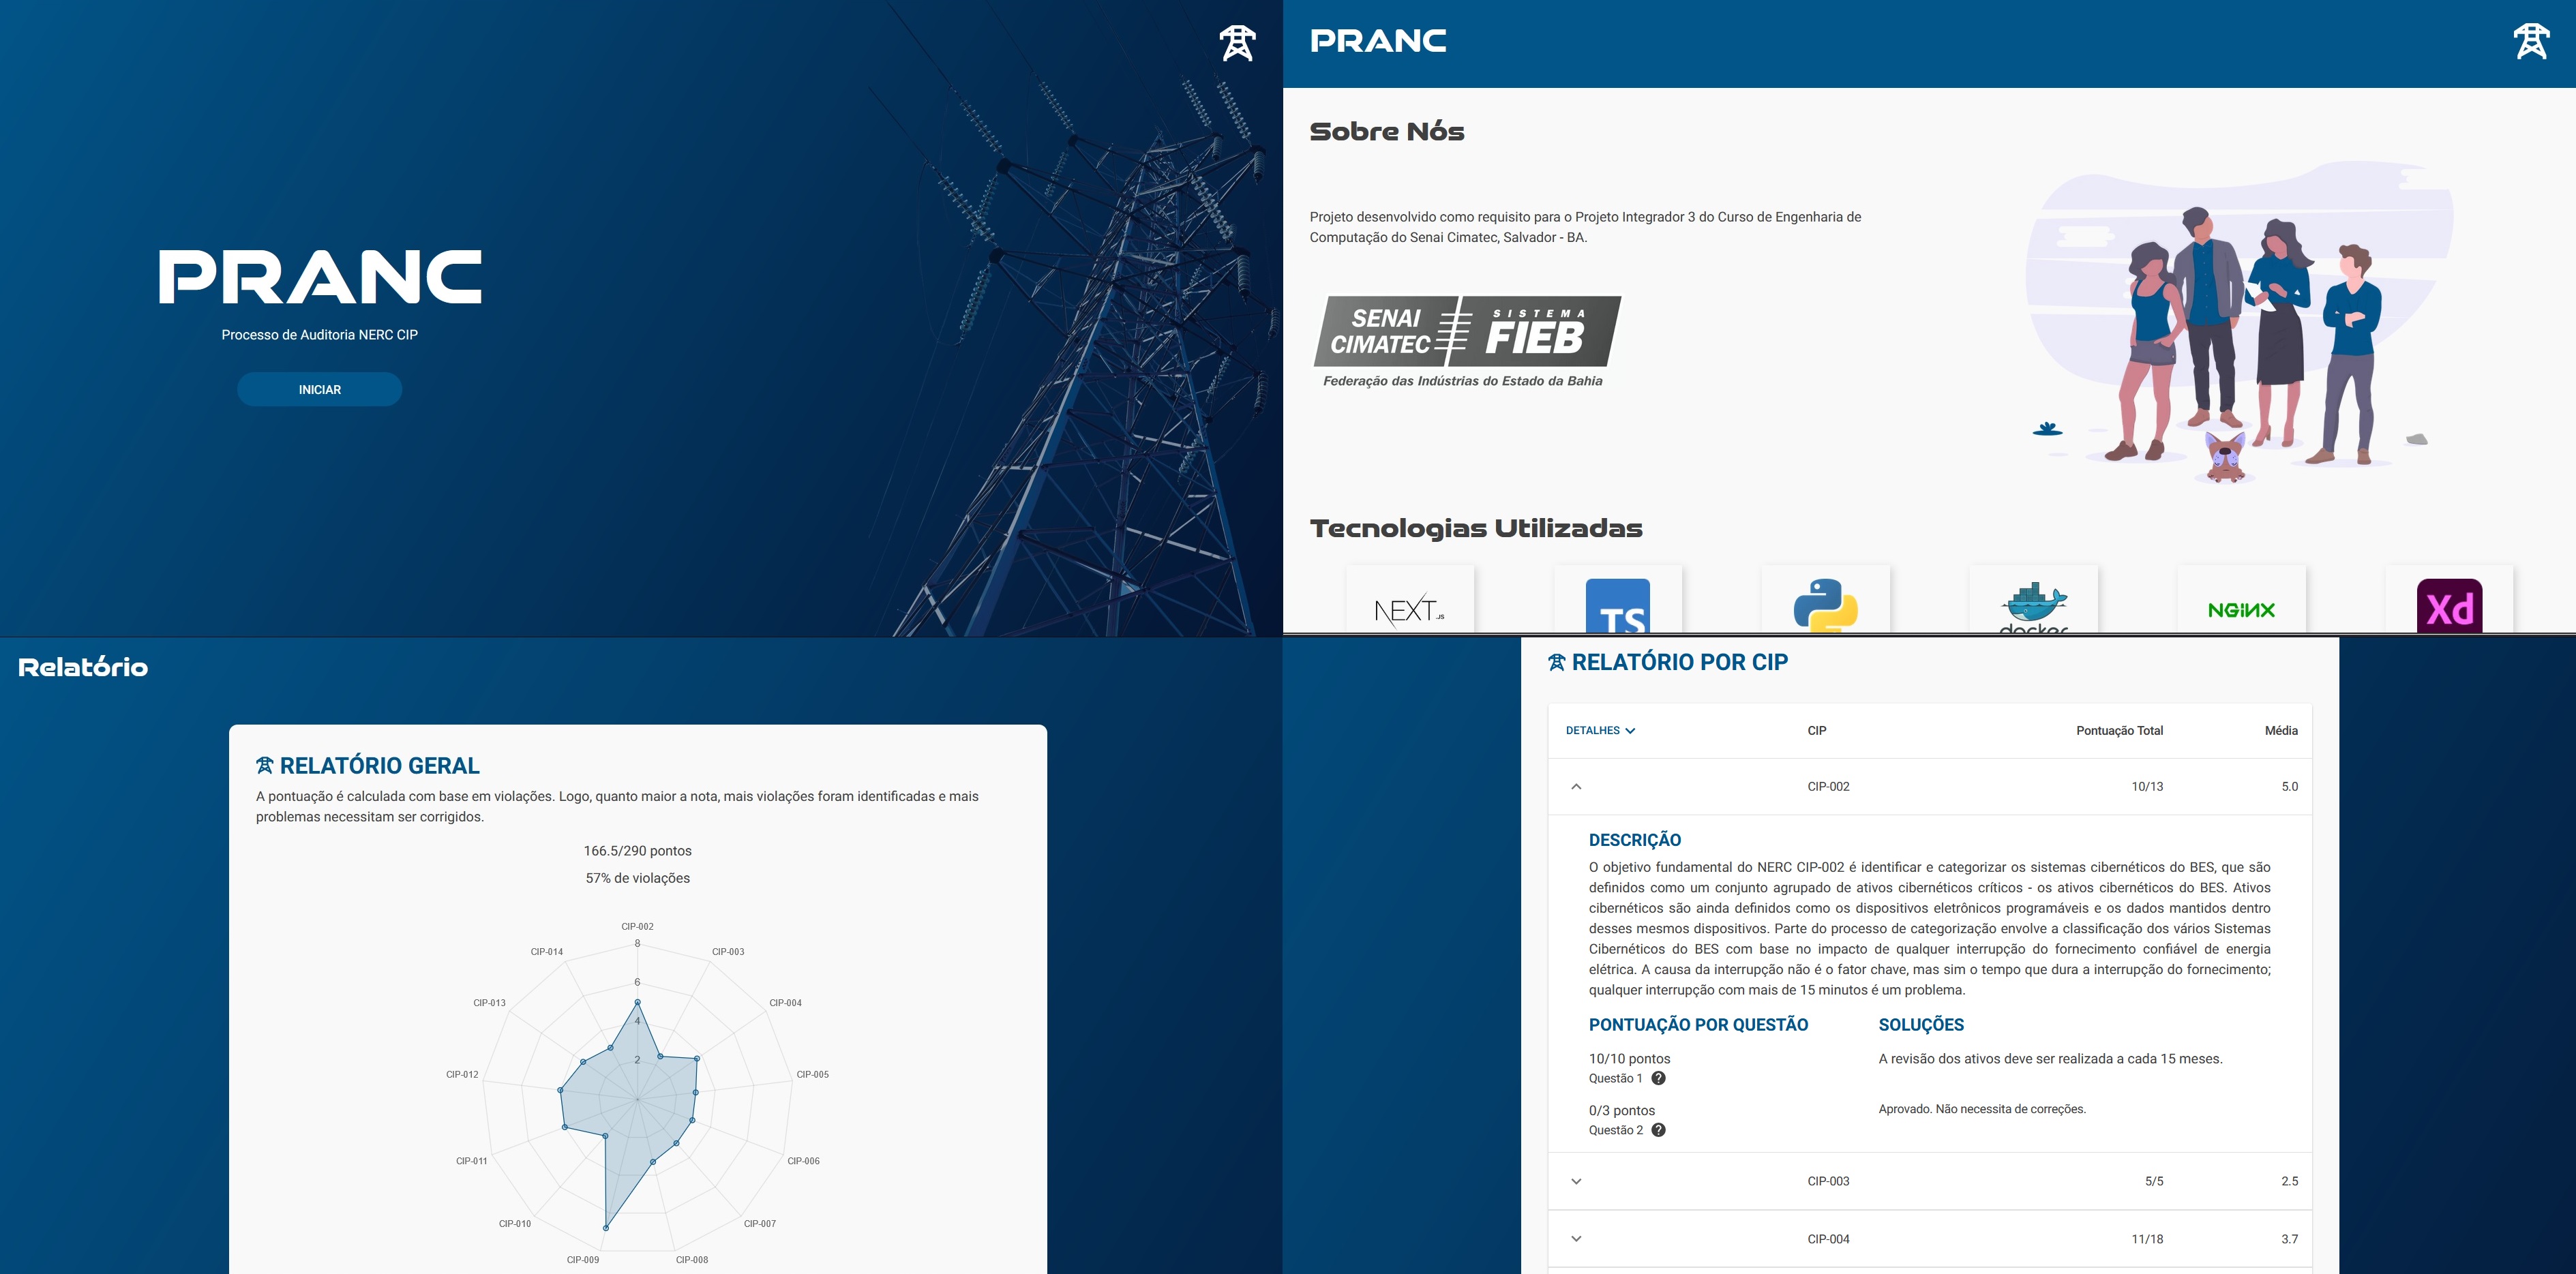 PRANC
Processo de Auditoria NERC CIP
INICIAR
PRANC
Sobre Nós
Projeto desenvolvido como requisito para o Projeto Integrador 3 do Curso de Engenharia de
Computação do Senai Cimatec, Salvador - BA.
SENAI
CIMATEC
SISTEMA
FIEB
Federação das Indústrias do Estado da Bahia
Tecnologias Utilizadas
NEXT.JS
TS
docker
NGINX
Xd
Relatório
RELATÓRIO GERAL
A pontuação é calculada com base em violações. Logo, quanto maior a nota, mais violações foram identificadas e mais
problemas necessitam ser corrigidos.
166.5/290 pontos
57% de violações
CIP-002
8
CIP-014
CIP-003
6
CIP-013
CIP-004
4
2
CIP-012
CIP-005
CIP-011
CIP-006
CIP-010
CIP-007
CIP-009
CIP-008
RELATÓRIO POR CIP
DETALHES CIP Pontuação Total Média
CIP-002 10/13 5.0
DESCRIÇÃO
O objetivo fundamental do NERC CIP-002 é identificar e categorizar os sistemas cibernéticos do BES, que são
definidos como um conjunto agrupado de ativos cibernéticos críticos - os ativos cibernéticos do BES. Ativos
cibernéticos são ainda definidos como os dispositivos eletrônicos programáveis e os dados mantidos dentro
desses mesmos dispositivos. Parte do processo de categorização envolve a classificação dos vários Sistemas
Cibernéticos do BES com base no impacto de qualquer interrupção do fornecimento confiável de energia
elétrica. A causa da interrupção não é o fator chave, mas sim o tempo que dura a interrupção do fornecimento;
qualquer interrupção com mais de 15 minutos é um problema.
PONTUAÇÃO POR QUESTÃO
10/10 pontos
Questão 1 ?
0/3 pontos
Questão 2 ?
SOLUÇÕES
A revisão dos ativos deve ser realizada a cada 15 meses.
Aprovado. Não necessita de correções.
CIP-003 5/5 2.5
CIP-004 11/18 3.7